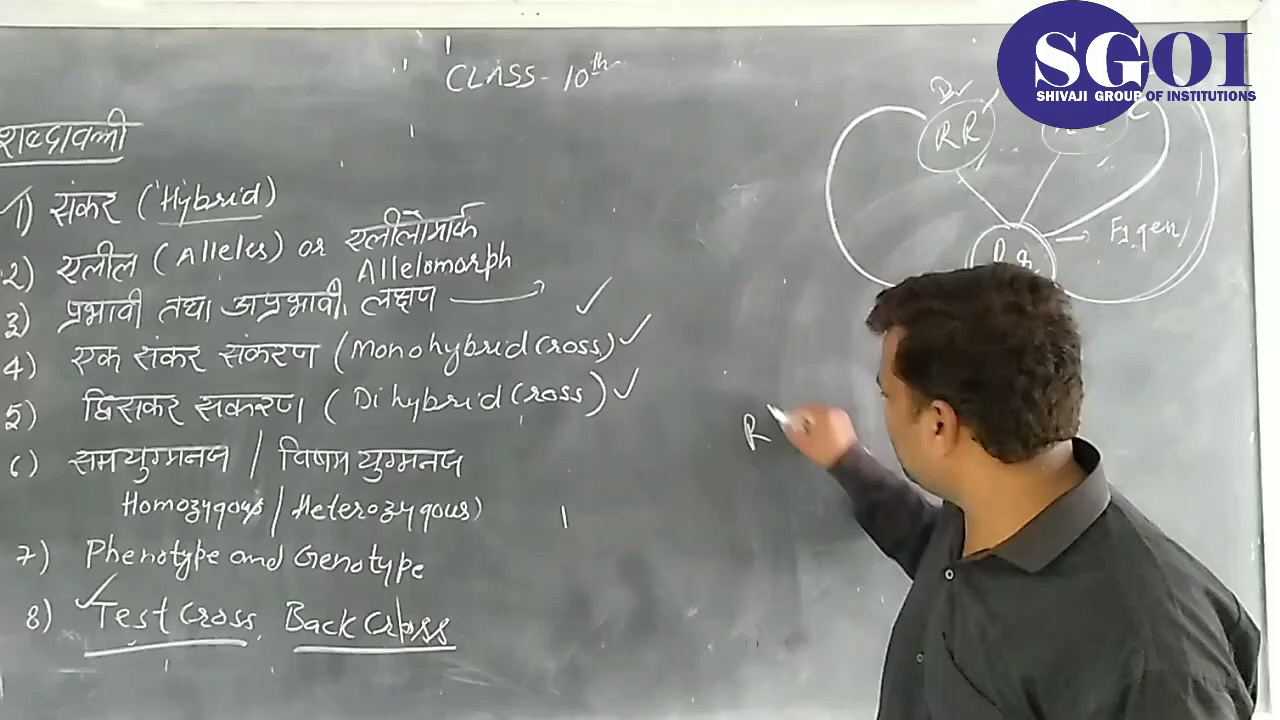 CLASS - 10th
शब्दावली
1) संकर (Hybrid)
2) एलील (Alleles) or एलीलोमार्क
Allelomorph
3) प्रभावी तथा अप्रभावी लक्षण
4) एक संकर संकरण (Monohybrid Cross)
5) द्विसंकर संकरण (Dihybrid Cross)
6) समयुग्मनज / विषमयुग्मनज
Homozygous / Heterozygous)
7) Phenotype and Genotype
8) Test Cross Back Cross
SGOI
SHIVAJI GROUP OF INSTITUTIONS
RR
F1 gen
R